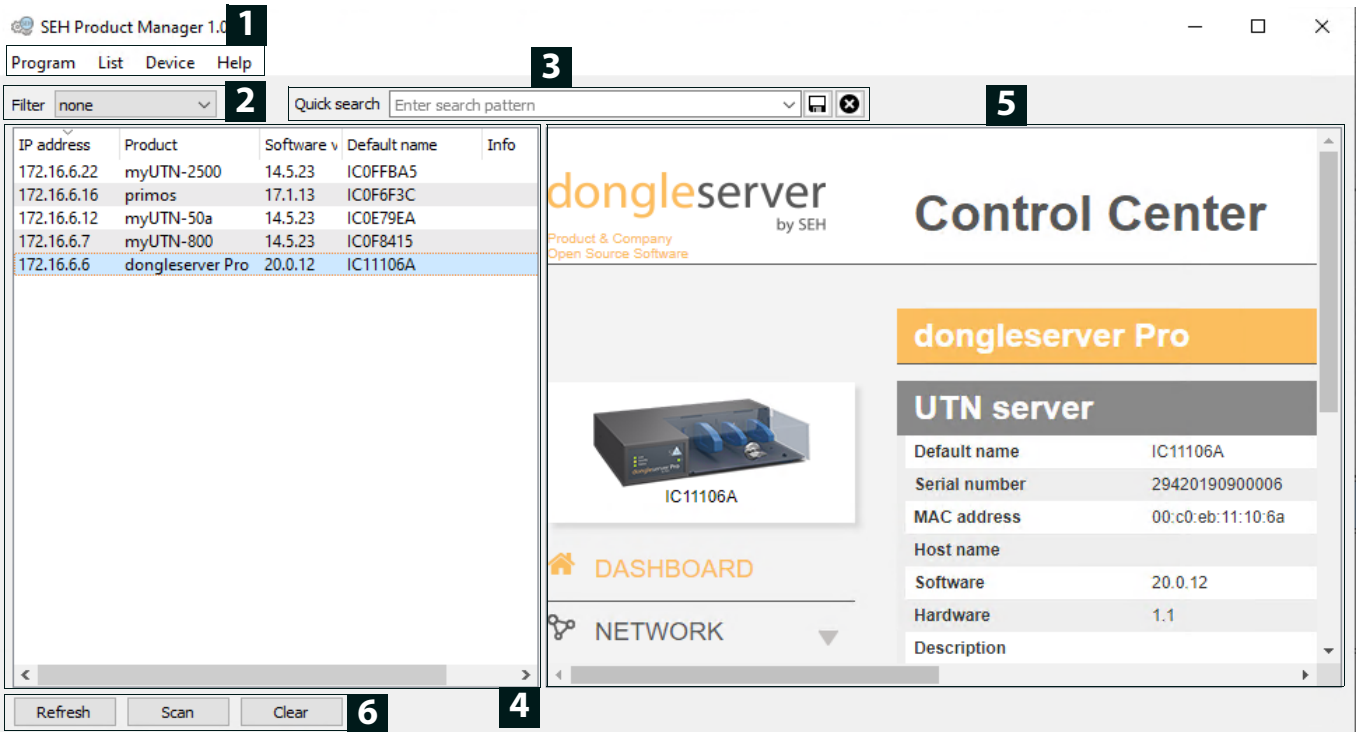 SEH Product Manager 1.0
1
Program List Device Help
3
Filter none 2 Quick search Enter search pattern 5
IP address Product Software v Default name Info
172.16.6.22 myUTN-2500 14.5.23 IC0FFBA5
172.16.6.16 primos 17.1.13 IC0F6F3C
172.16.6.12 myUTN-50a 14.5.23 IC0E79EA
172.16.6.7 myUTN-800 14.5.23 IC0F8415
172.16.6.6 dongleserver Pro 20.0.12 IC11106A
dongleserver
by SEH
Product & Company
Open Source Software
Control Center
dongleserver Pro
UTN server
Default name IC11106A
Serial number 29420190900006
MAC address 00:c0:eb:11:10:6a
Host name
Software 20.0.12
Hardware 1.1
Description
dongleserver Pro
IC11106A
DASHBOARD
NETWORK
Refresh Scan Clear 6
4